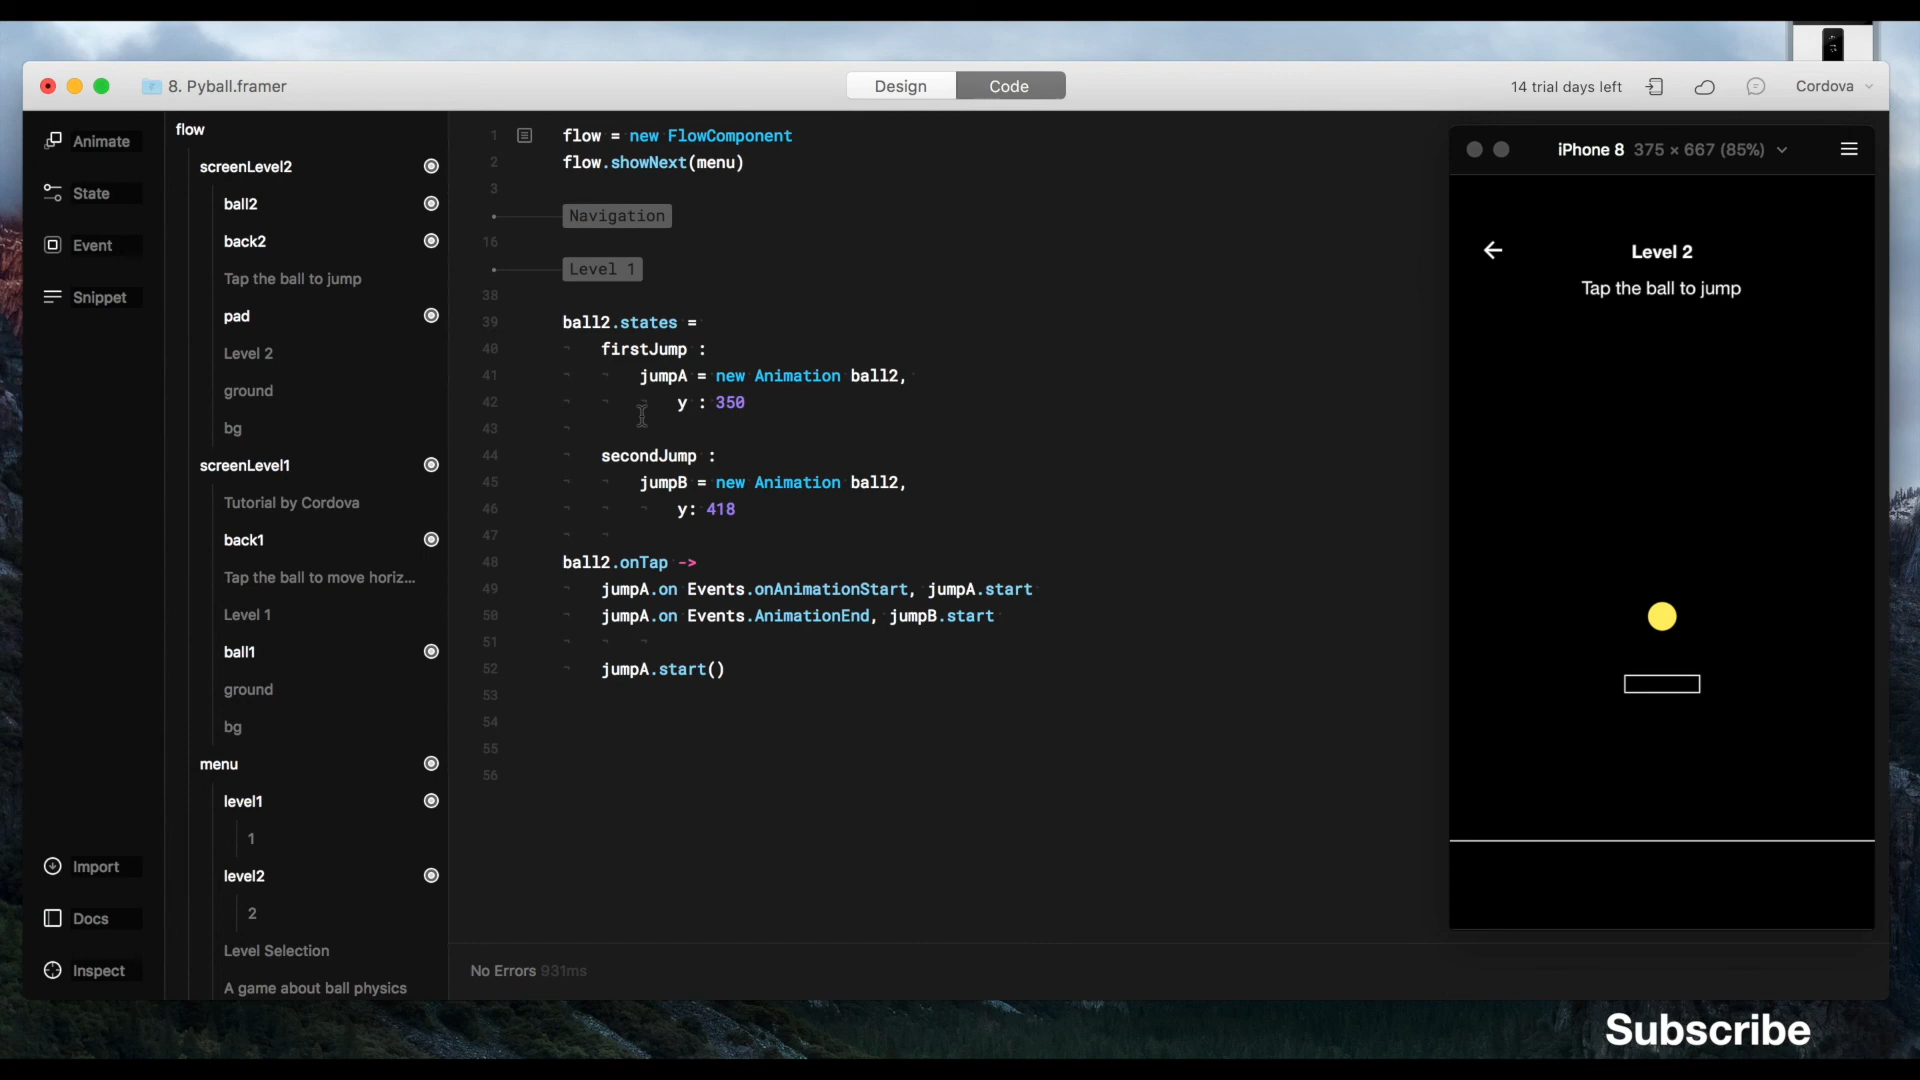 8. Pyball.framer
Design
Code
14 trial days left
Cordova
Animate
State
Event
Snippet
Import
Docs
Inspect
flow
screenLevel2
ball2
back2
Tap the ball to jump
pad
Level 2
ground
bg
screenLevel1
Tutorial by Cordova
back1
Tap the ball to move horiz...
Level 1
ball1
ground
bg
menu
level1
1
level2
2
Level Selection
A game about ball physics
1 flow = new FlowComponent
2 flow.showNext(menu)
3
Navigation
16
Level 1
38
39 ball2.states =
40 firstJump :
41 jumpA = new Animation ball2,
42 y : 350
43
44 secondJump :
45 jumpB = new Animation ball2,
46 y: 418
47
48 ball2.onTap ->
49 jumpA.on Events.onAnimationStart, jumpA.start
50 jumpA.on Events.AnimationEnd, jumpB.start
51
52 jumpA.start()
53
54
55
56
No Errors 931ms
iPhone 8 375 × 667 (85%)
Level 2
Tap the ball to jump
Subscribe